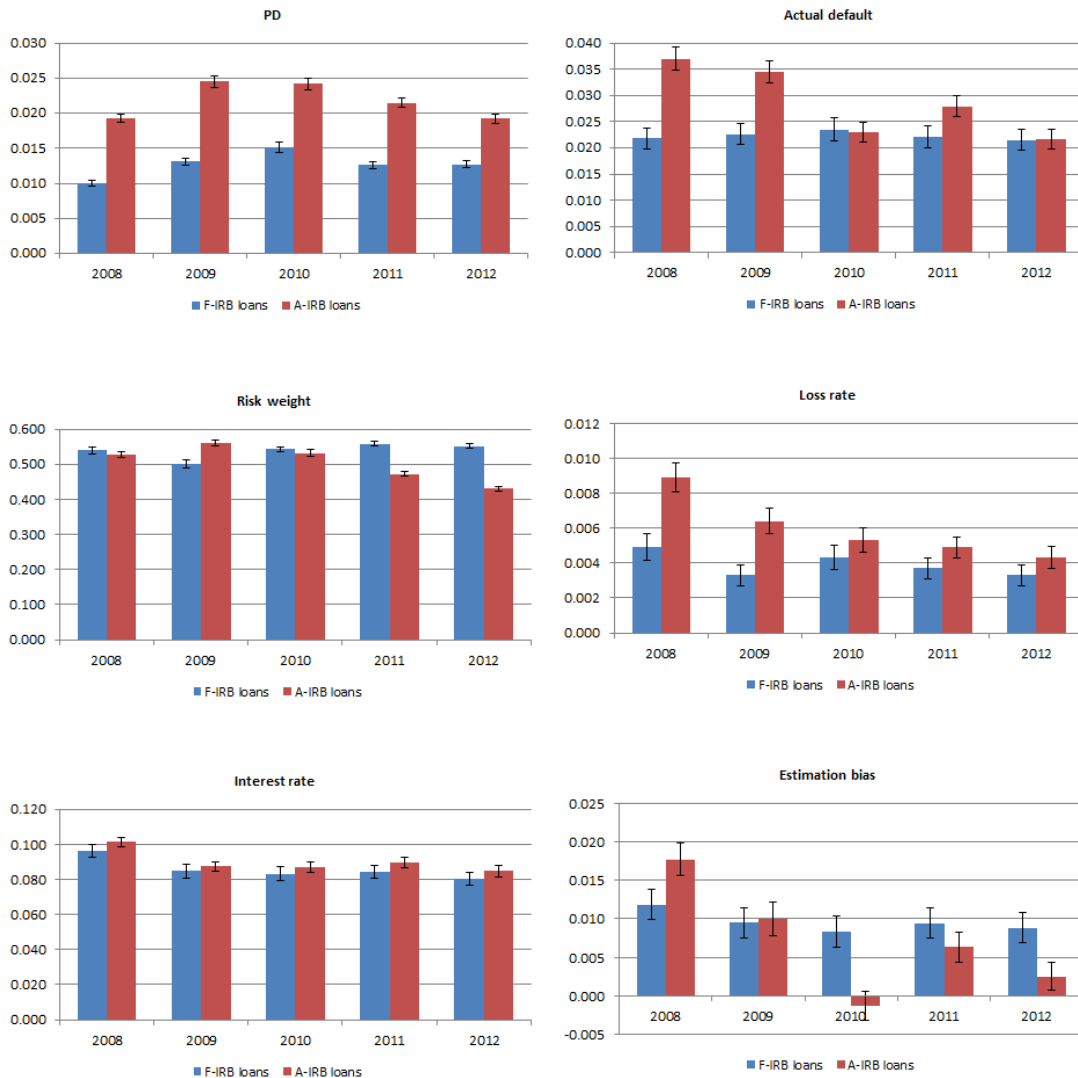 PD
0.030
0.025
0.020
0.015
0.010
0.005
0.000
2008 2009 2010 2011 2012
F-IRB loans A-IRB loans
Actual default
0.040
0.035
0.030
0.025
0.020
0.015
0.010
0.005
0.000
2008 2009 2010 2011 2012
F-IRB loans A-IRB loans
Risk weight
0.600
0.500
0.400
0.300
0.200
0.100
0.000
2008 2009 2010 2011 2012
F-IRB loans A-IRB loans
Loss rate
0.012
0.010
0.008
0.006
0.004
0.002
0.000
2008 2009 2010 2011 2012
F-IRB loans A-IRB loans
Interest rate
0.120
0.100
0.080
0.060
0.040
0.020
0.000
2008 2009 2010 2011 2012
F-IRB loans A-IRB loans
Estimation bias
0.025
0.020
0.015
0.010
0.005
0.000
-0.005
2008 2009 2010 2011 2012
F-IRB loans A-IRB loans